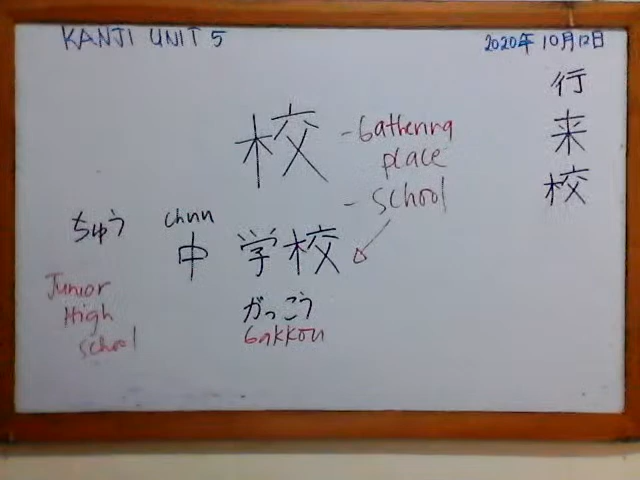 KANJI UNIT 5
2020年 10月12日
行
来
校
校
- Gathering
place
- School
ちゅう
chuu
中 学校
がっこう
Gakkou
Junior
High
school